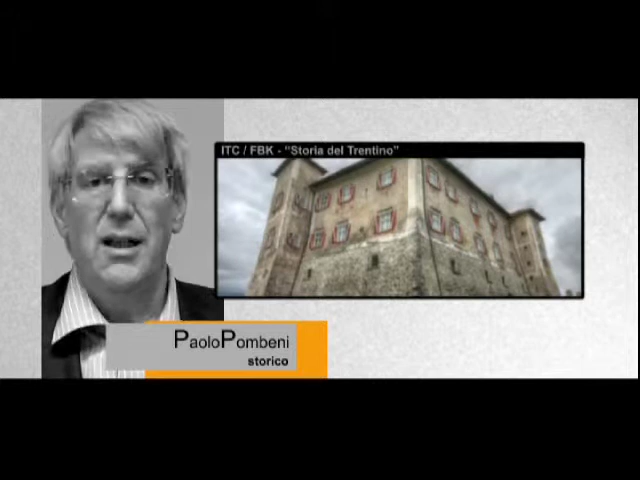 ITC / FBK - “Storia del Trentino”
PaoloPombeni
storico